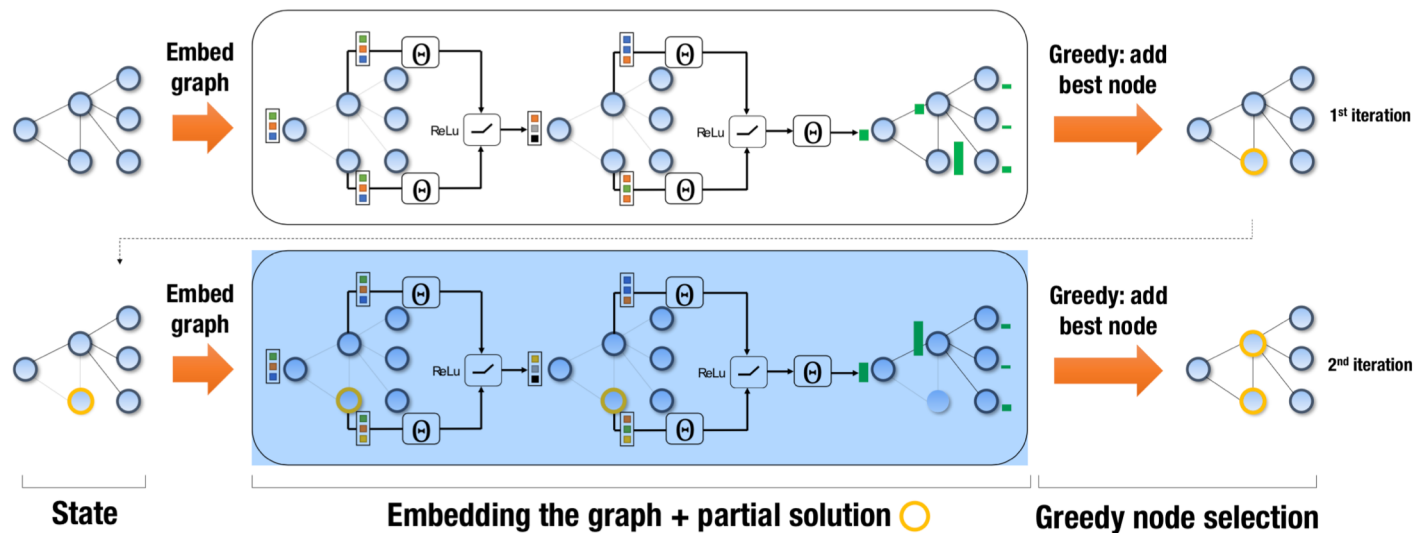 Embed
graph
Θ
Θ
ReLu
Θ
Θ
ReLu
Θ
Greedy: add
best node
1st iteration
Embed
graph
Θ
Θ
ReLu
Θ
Θ
ReLu
Θ
Greedy: add
best node
2nd iteration
State
Embedding the graph + partial solution
Greedy node selection